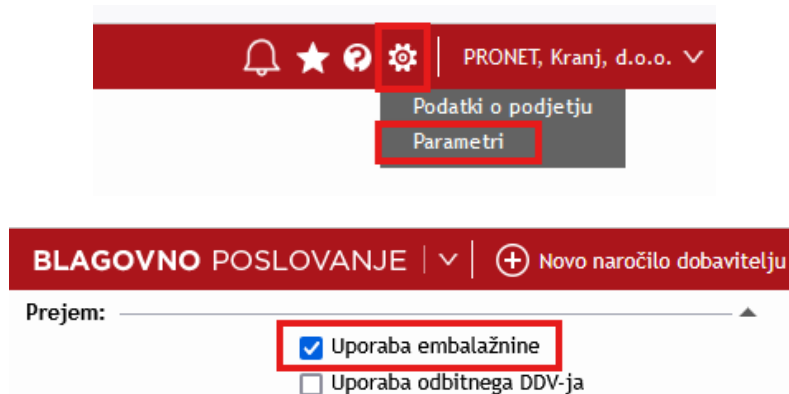 PRONET, Kranj, d.o.o.
Podatki o podjetju
Parametri
BLAGOVNO POSLOVANJE Novo naročilo dobavitelju
Prejem:
Uporaba embalažnine
Uporaba odbitnega DDV-ja